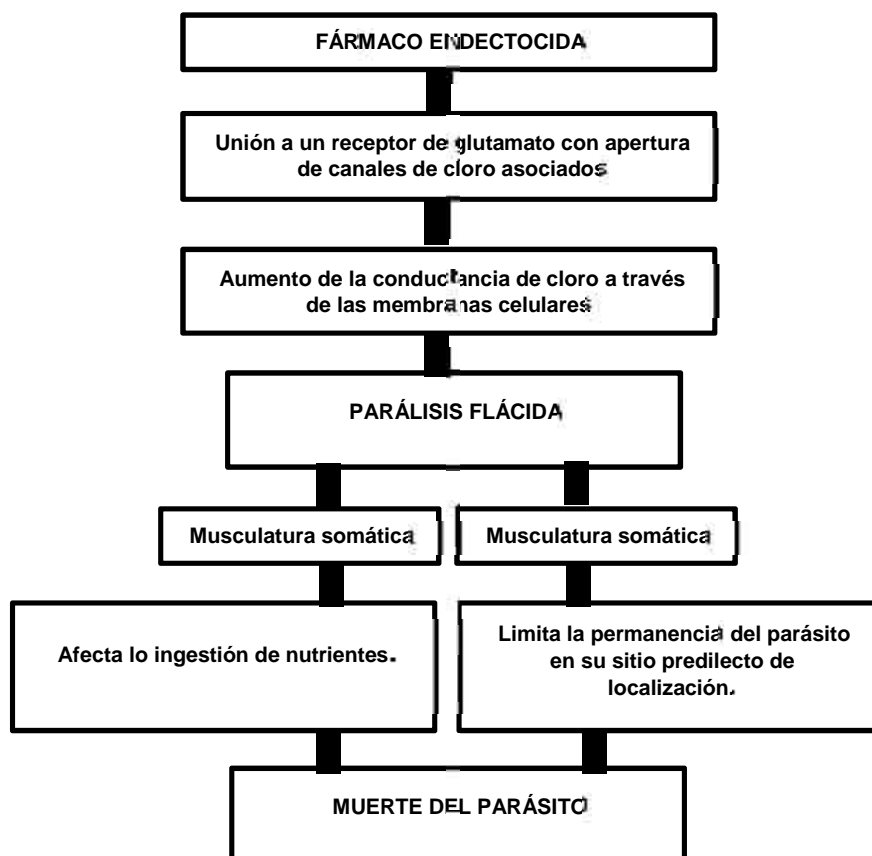 FÁRMACO ENDECTOCIDA
Unión a un receptor de glutamato con apertura
de canales de cloro asociados
Aumento de la conductancia de cloro a través
de las membranas celulares
PARÁLISIS FLÁCIDA
Musculatura somática
Musculatura somática
Afecta lo ingestión de nutrientes.
Limita la permanencia del parásito
en su sitio predilecto de
localización.
MUERTE DEL PARÁSITO